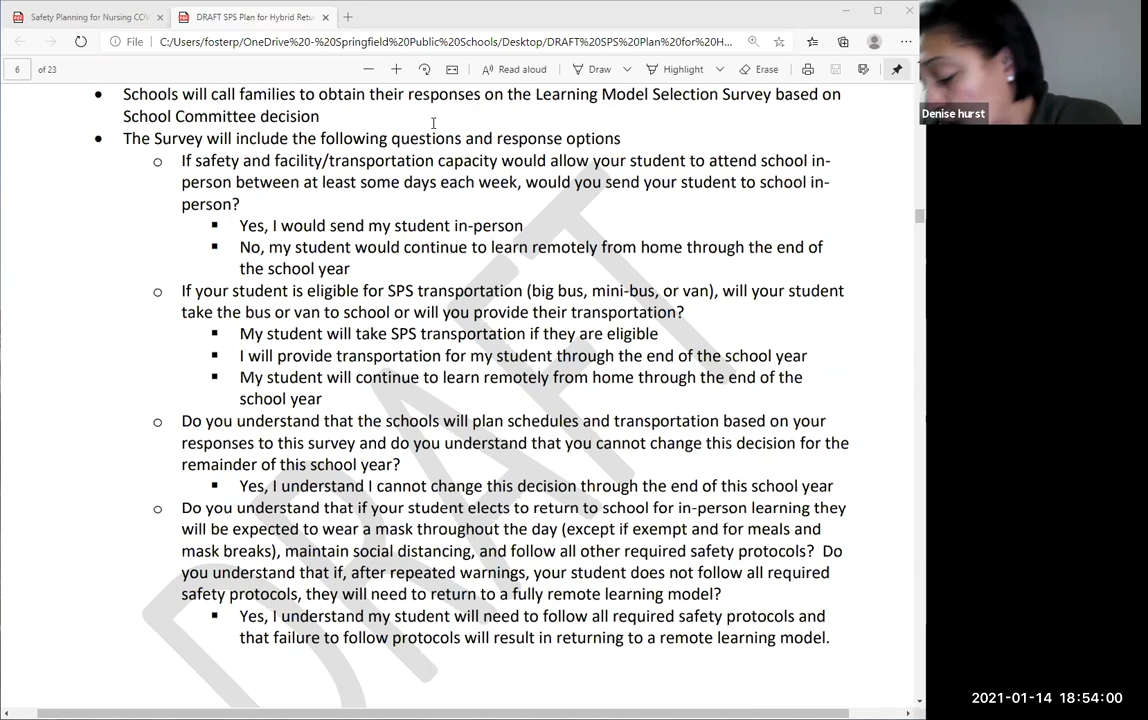 Safety Planning for Nursing COV
DRAFT SPS Plan for Hybrid Retu
File C:/Users/fosterp/OneDrive%20-%20Springfield%20Public%20Schools/Desktop/DRAFT%20SPS%20Plan%20for%20H...
6 of 23 Read aloud Draw Highlight Erase
• Schools will call families to obtain their responses on the Learning Model Selection Survey based on
School Committee decision
• The Survey will include the following questions and response options
o If safety and facility/transportation capacity would allow your student to attend school in-
person between at least some days each week, would you send your student to school in-
person?
▪ Yes, I would send my student in-person
▪ No, my student would continue to learn remotely from home through the end of
the school year
o If your student is eligible for SPS transportation (big bus, mini-bus, or van), will your student
take the bus or van to school or will you provide their transportation?
▪ My student will take SPS transportation if they are eligible
▪ I will provide transportation for my student through the end of the school year
▪ My student will continue to learn remotely from home through the end of the
school year
o Do you understand that the schools will plan schedules and transportation based on your
responses to this survey and do you understand that you cannot change this decision for the
remainder of this school year?
▪ Yes, I understand I cannot change this decision through the end of this school year
o Do you understand that if your student elects to return to school for in-person learning they
will be expected to wear a mask throughout the day (except if exempt and for meals and
mask breaks), maintain social distancing, and follow all other required safety protocols?  Do
you understand that if, after repeated warnings, your student does not follow all required
safety protocols, they will need to return to a fully remote learning model?
▪ Yes, I understand my student will need to follow all required safety protocols and
that failure to follow protocols will result in returning to a remote learning model.
DRAFT
Denise hurst
2021-01-14 18:54:00